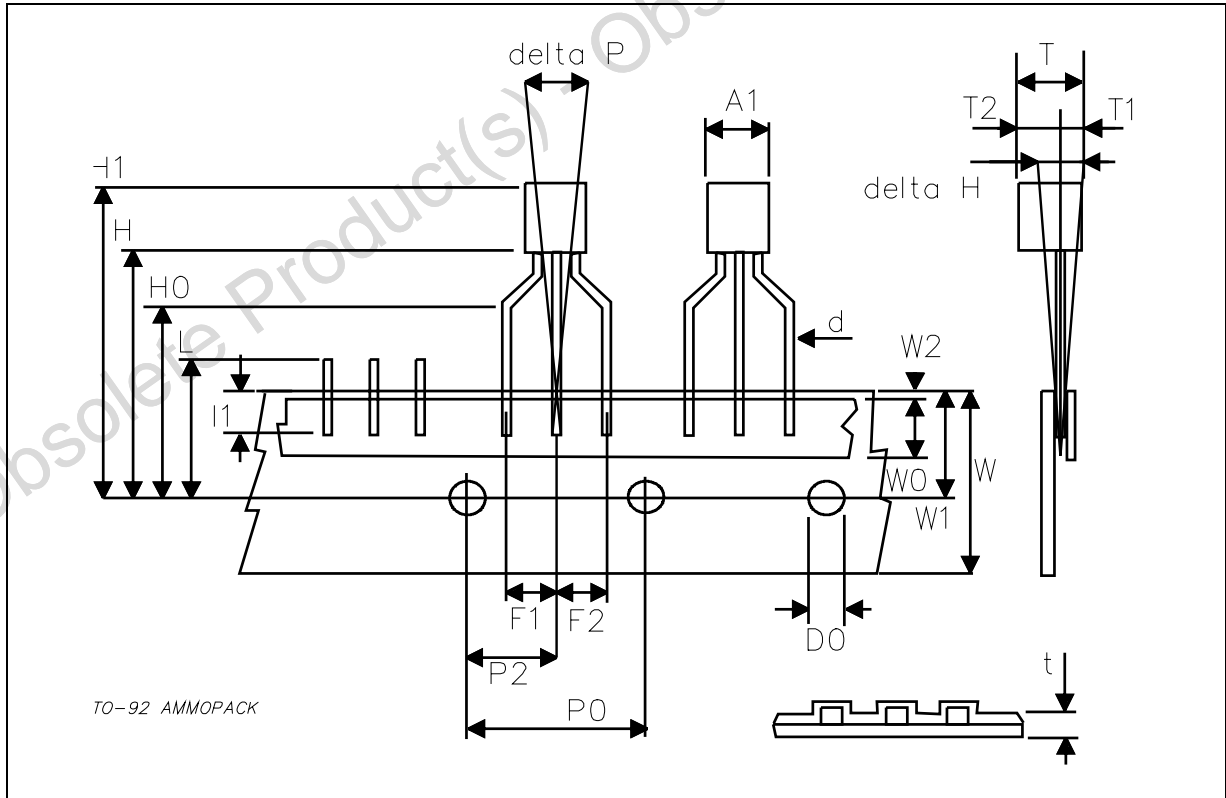 Obsolete Product(s) - Obs
delta P
A1
T
T2
T1
delta H
H1
H
H0
L
I1
d
W2
W0
W
W1
F1
F2
D0
P2
P0
t
TO-92 AMMOPACK